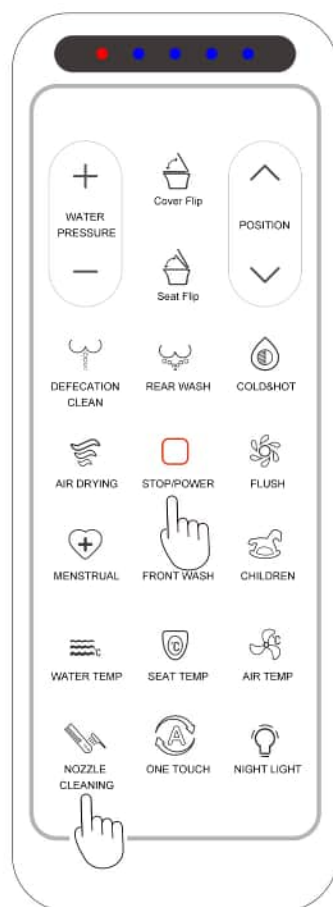 Cover Flip
WATER
PRESSURE
POSITION
Seat Flip
DEFECATION
CLEAN
REAR WASH
COLD&HOT
AIR DRYING
STOP/POWER
FLUSH
MENSTRUAL
FRONT WASH
CHILDREN
°C
WATER TEMP
°C
SEAT TEMP
°C
AIR TEMP
NOZZLE
CLEANING
A
ONE TOUCH
NIGHT LIGHT